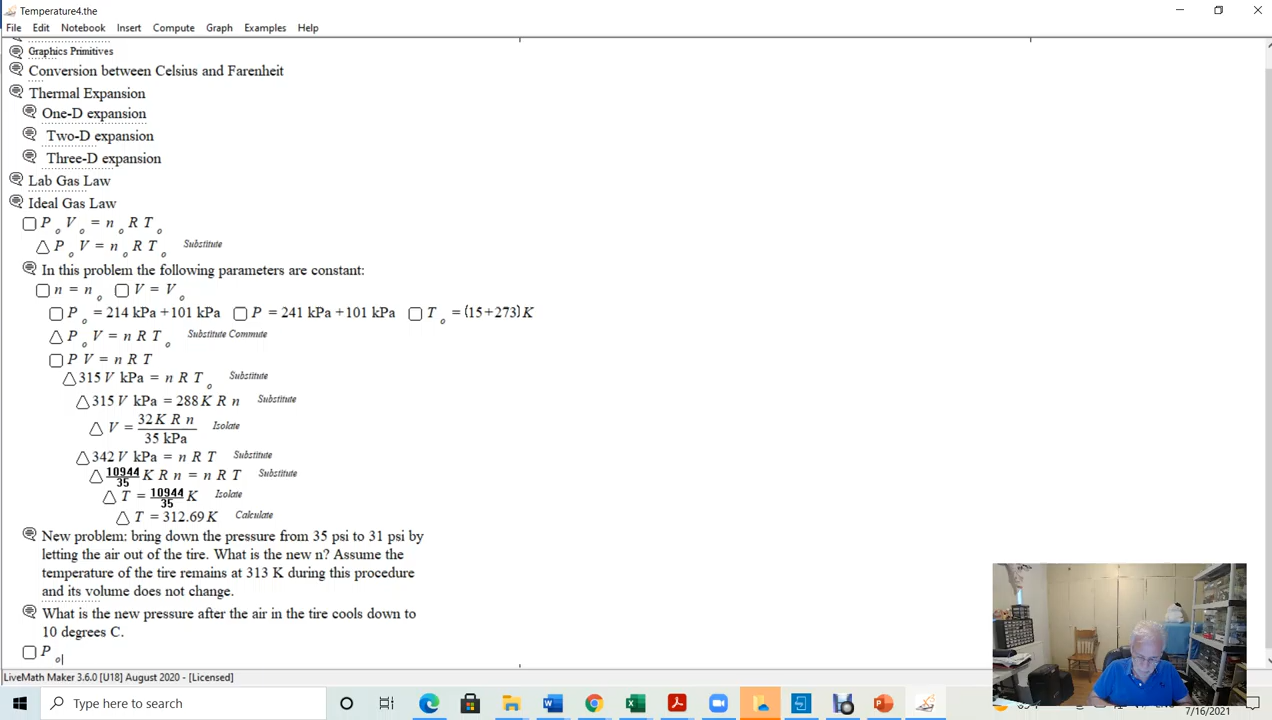 Temperature4.the
File Edit Notebook Insert Compute Graph Examples Help
Graphics Primitives
Conversion between Celsius and Farenheit
Thermal Expansion
One-D expansion
Two-D expansion
Three-D expansion
Lab Gas Law
Ideal Gas Law
P o V o = n o R T o
P o V = n o R T o Substitute
In this problem the following parameters are constant:
n = n o V = V o
P o = 214 kPa + 101 kPa P = 241 kPa + 101 kPa T o = (15 + 273) K
P o V = n R T o Substitute Commute
P V = n R T
315 V kPa = n R T o Substitute
315 V kPa = 288 K R n Substitute
V = 32 K R n / 35 kPa Isolate
342 V kPa = n R T Substitute
10944/35 K R n = n R T Substitute
T = 10944/35 K Isolate
T = 312.69 K Calculate
New problem: bring down the pressure from 35 psi to 31 psi by
letting the air out of the tire. What is the new n? Assume the
temperature of the tire remains at 313 K during this procedure
and its volume does not change.
What is the new pressure after the air in the tire cools down to
10 degrees C.
P o
LiveMath Maker 3.6.0 [U18] August 2020 - [Licensed]
Type here to search
7/16/2021